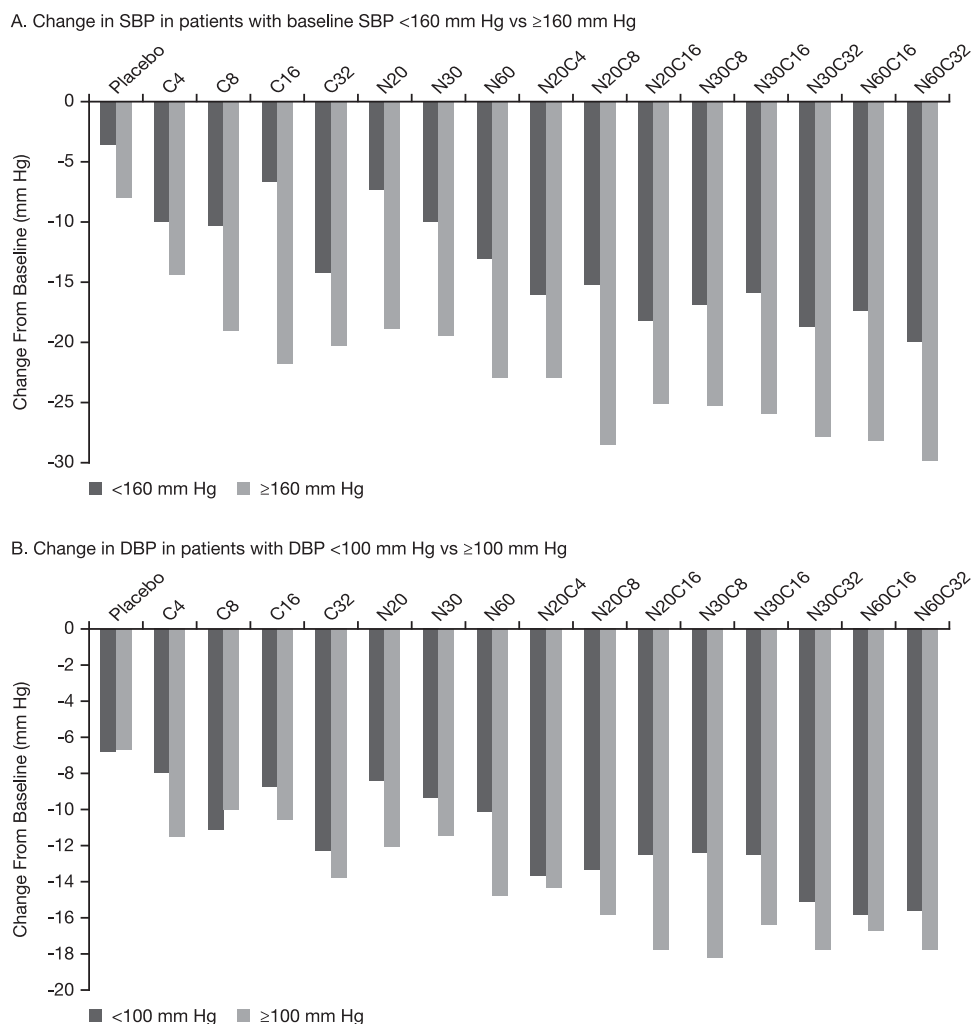 A. Change in SBP in patients with baseline SBP <160 mm Hg vs ≥160 mm Hg
Placebo C4 C8 C16 C32 N20 N30 N60 N20C4 N20C8 N20C16 N30C8 N30C16 N30C32 N60C16 N60C32
Change From Baseline (mm Hg)
0
-5
-10
-15
-20
-25
-30
<160 mm Hg ≥160 mm Hg
B. Change in DBP in patients with DBP <100 mm Hg vs ≥100 mm Hg
Placebo C4 C8 C16 C32 N20 N30 N60 N20C4 N20C8 N20C16 N30C8 N30C16 N30C32 N60C16 N60C32
Change From Baseline (mm Hg)
0
-2
-4
-6
-8
-10
-12
-14
-16
-18
-20
<100 mm Hg ≥100 mm Hg